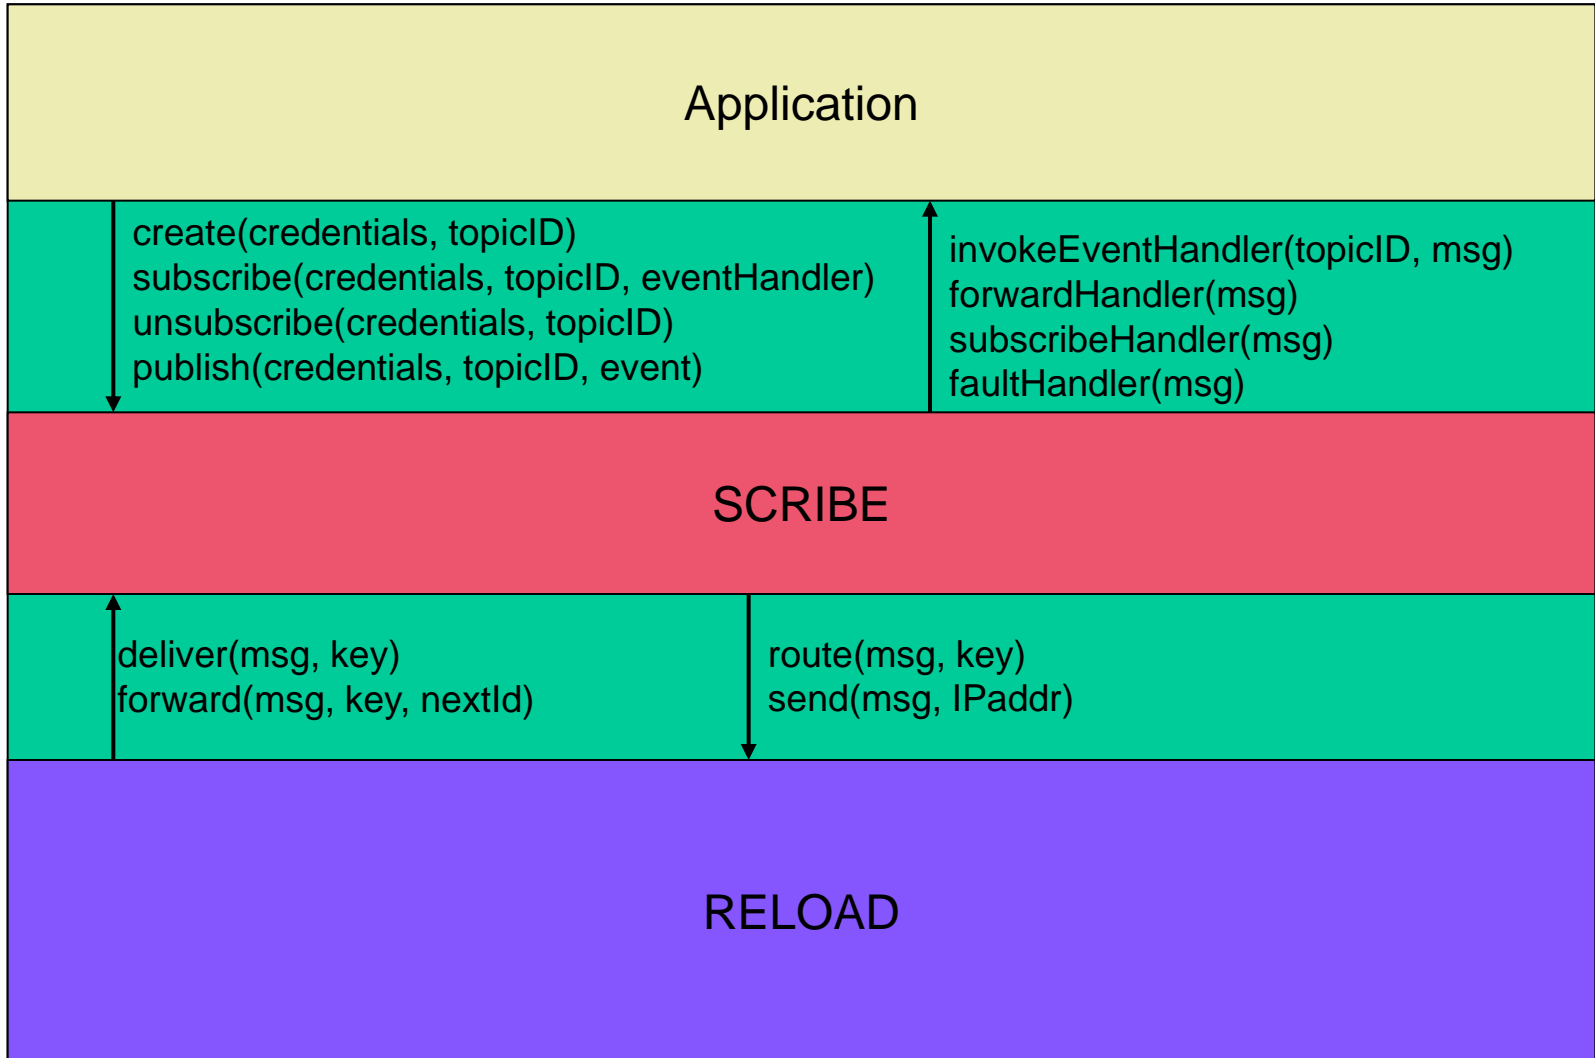 Application
create(credentials, topicID)
subscribe(credentials, topicID, eventHandler)
unsubscribe(credentials, topicID)
publish(credentials, topicID, event)
invokeEventHandler(topicID, msg)
forwardHandler(msg)
subscribeHandler(msg)
faultHandler(msg)
SCRIBE
deliver(msg, key)
forward(msg, key, nextId)
route(msg, key)
send(msg, IPaddr)
RELOAD